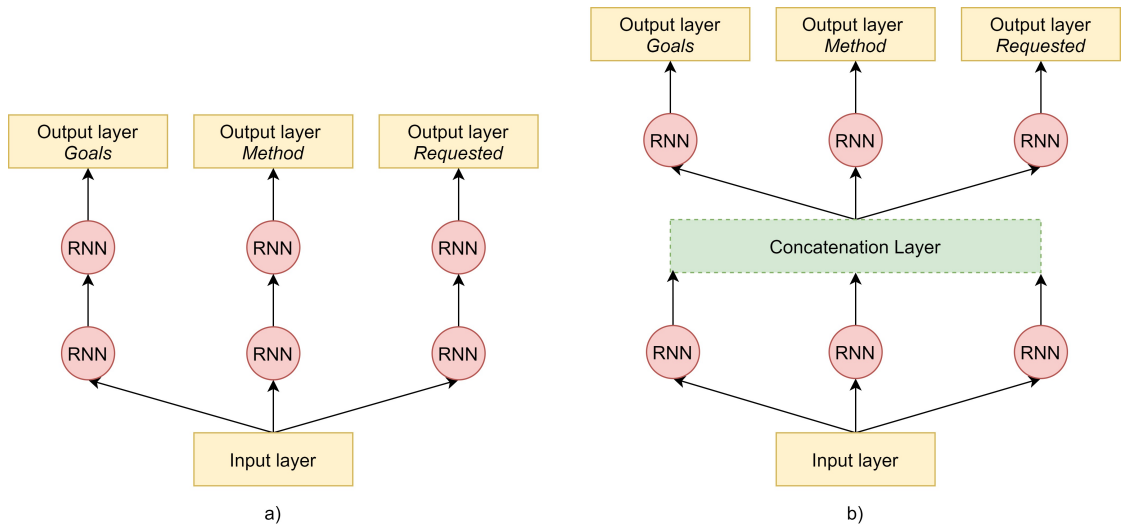 Output layer
Goals
Output layer
Method
Output layer
Requested
RNN
RNN
RNN
RNN
RNN
RNN
Input layer
a)
Output layer
Goals
Output layer
Method
Output layer
Requested
RNN
RNN
RNN
Concatenation Layer
RNN
RNN
RNN
Input layer
b)